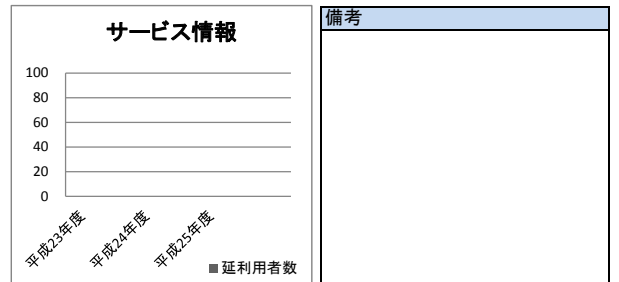 サービス情報
100
80
60
40
20
0
平成23年度
平成24年度
平成25年度
延利用者数
備考